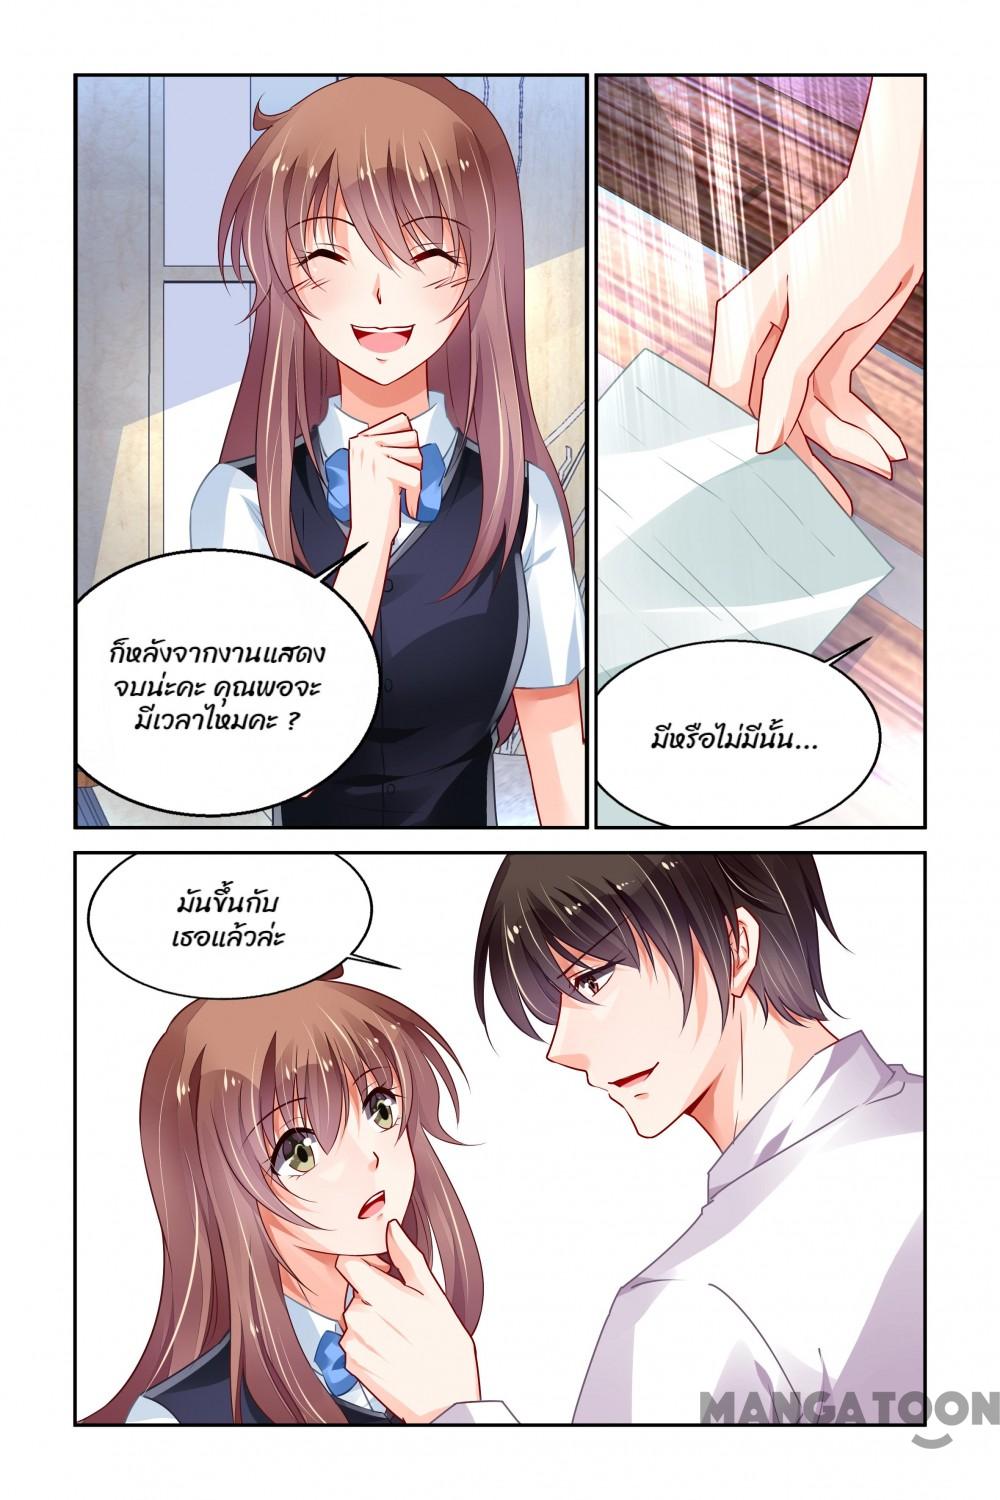 ก็หลังจากงานแสดง
จบน่ะคะ คุณพอจะ
มีเวลาไหมคะ ?
มีหรือไม่มีนั้น...
มันขึ้นกับ
เธอแล้วล่ะ
MANGATOON